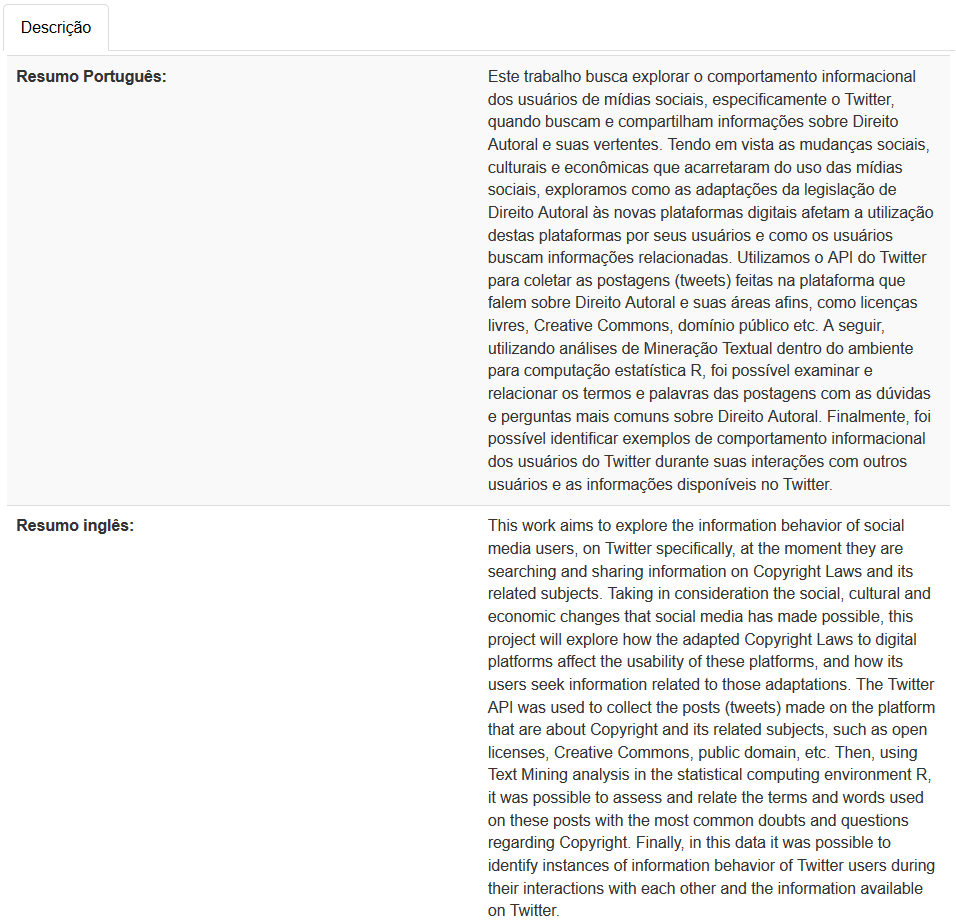 Descrição
Resumo Português:
Este trabalho busca explorar o comportamento informacional
dos usuários de mídias sociais, especificamente o Twitter,
quando buscam e compartilham informações sobre Direito
Autoral e suas vertentes. Tendo em vista as mudanças sociais,
culturais e econômicas que acarretaram do uso das mídias
sociais, exploramos como as adaptações da legislação de
Direito Autoral às novas plataformas digitais afetam a utilização
destas plataformas por seus usuários e como os usuários
buscam informações relacionadas. Utilizamos o API do Twitter
para coletar as postagens (tweets) feitas na plataforma que
falem sobre Direito Autoral e suas áreas afins, como licenças
livres, Creative Commons, domínio público etc. A seguir,
utilizando análises de Mineração Textual dentro do ambiente
para computação estatística R, foi possível examinar e
relacionar os termos e palavras das postagens com as dúvidas
e perguntas mais comuns sobre Direito Autoral. Finalmente, foi
possível identificar exemplos de comportamento informacional
dos usuários do Twitter durante suas interações com outros
usuários e as informações disponíveis no Twitter.
Resumo inglês:
This work aims to explore the information behavior of social
media users, on Twitter specifically, at the moment they are
searching and sharing information on Copyright Laws and its
related subjects. Taking in consideration the social, cultural and
economic changes that social media has made possible, this
project will explore how the adapted Copyright Laws to digital
platforms affect the usability of these platforms, and how its
users seek information related to those adaptations. The Twitter
API was used to collect the posts (tweets) made on the platform
that are about Copyright and its related subjects, such as open
licenses, Creative Commons, public domain, etc. Then, using
Text Mining analysis in the statistical computing environment R,
it was possible to assess and relate the terms and words used
on these posts with the most common doubts and questions
regarding Copyright. Finally, in this data it was possible to
identify instances of information behavior of Twitter users during
their interactions with each other and the information available
on Twitter.